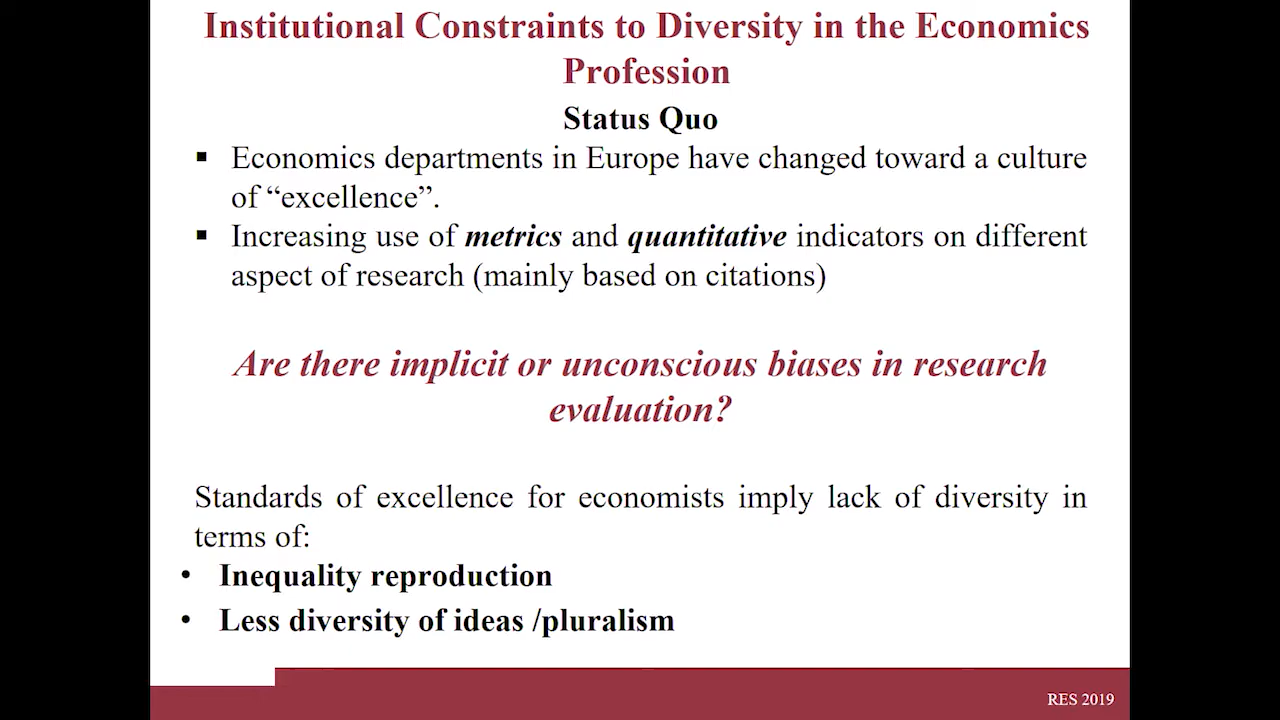 Institutional Constraints to Diversity in the Economics
Profession
Status Quo
▪ Economics departments in Europe have changed toward a culture
of “excellence”.
▪ Increasing use of metrics and quantitative indicators on different
aspect of research (mainly based on citations)
Are there implicit or unconscious biases in research
evaluation?
Standards of excellence for economists imply lack of diversity in
terms of:
• Inequality reproduction
• Less diversity of ideas /pluralism
RES 2019